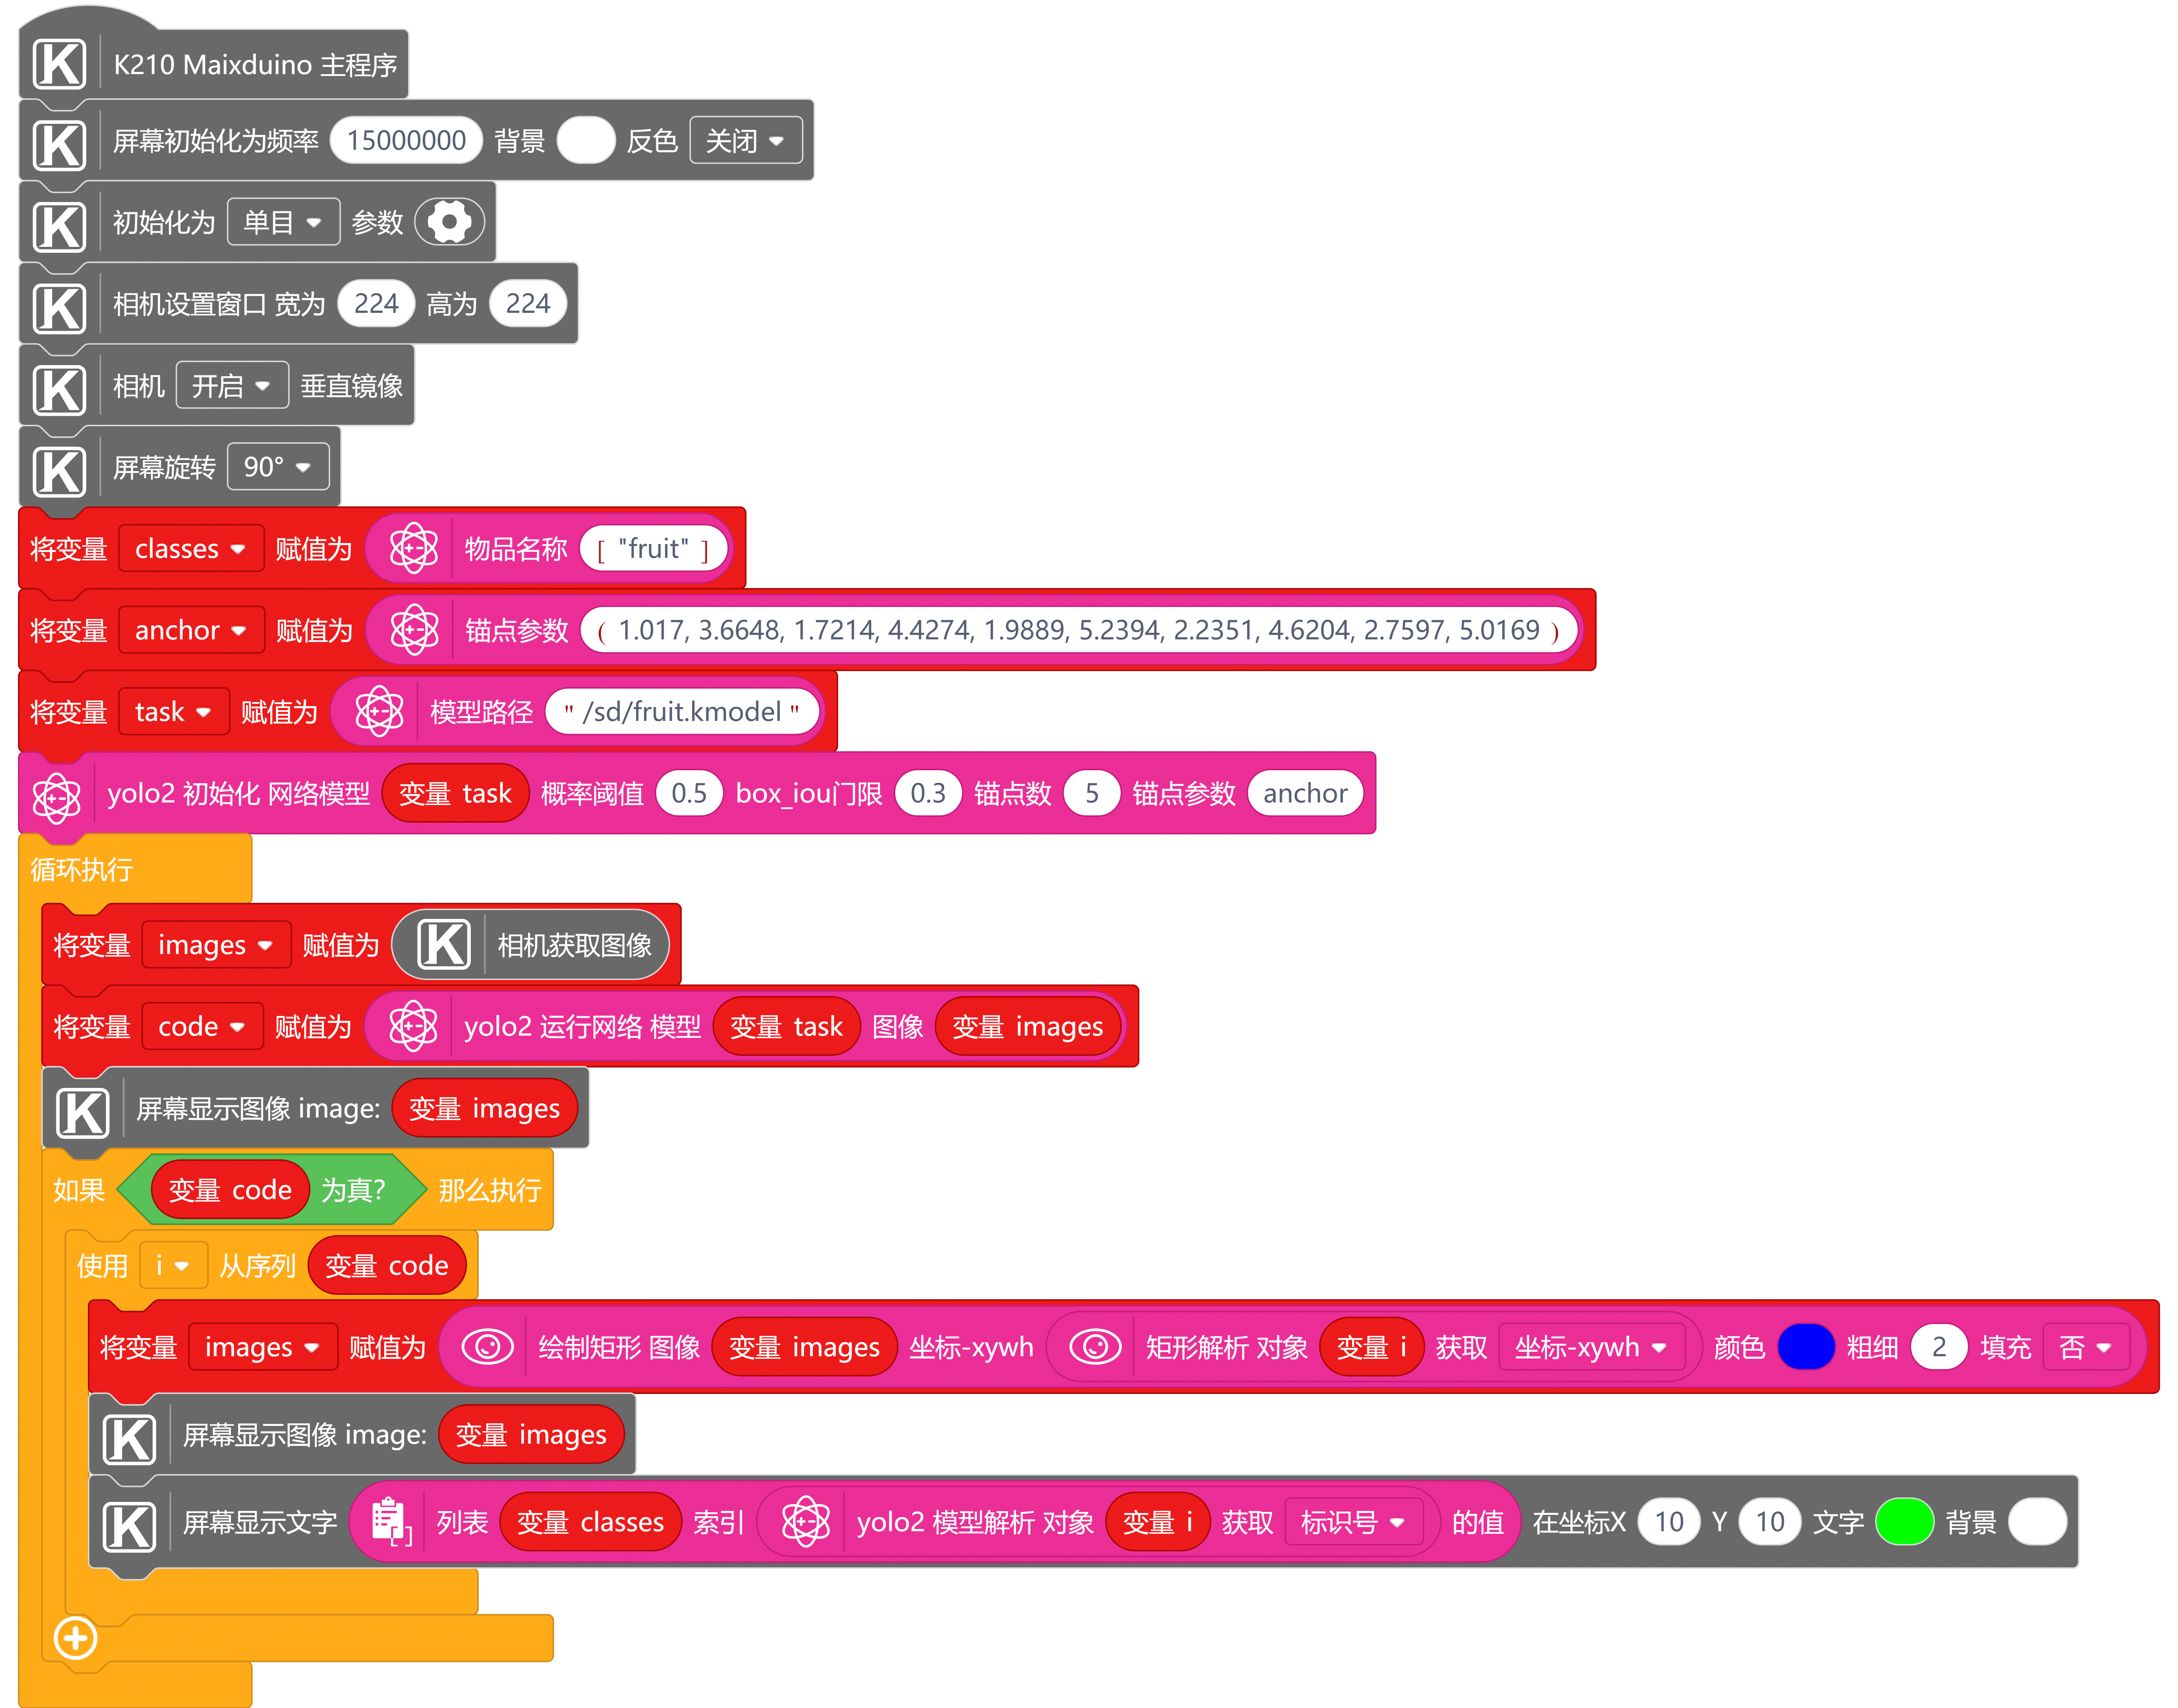 K210 Maixduino 主程序
屏幕初始化为频率 15000000 背景 反色 关闭
初始化为 单目 参数
相机设置窗口 宽为 224 高为 224
相机 开启 垂直镜像
屏幕旋转 90°
将变量 classes 赋值为 物品名称 [ "fruit" ]
将变量 anchor 赋值为 锚点参数 ( 1.017, 3.6648, 1.7214, 4.4274, 1.9889, 5.2394, 2.2351, 4.6204, 2.7597, 5.0169 )
将变量 task 赋值为 模型路径 " /sd/fruit.kmodel "
yolo2 初始化 网络模型 变量 task 概率阈值 0.5 box_iou门限 0.3 锚点数 5 锚点参数 anchor
循环执行
将变量 images 赋值为 K 相机获取图像
将变量 code 赋值为 yolo2 运行网络 模型 变量 task 图像 变量 images
屏幕显示图像 image: 变量 images
如果 变量 code 为真? 那么执行
使用 i 从序列 变量 code
将变量 images 赋值为 绘制矩形 图像 变量 images 坐标-xywh 矩形解析 对象 变量 i 获取 坐标-xywh 颜色 粗细 2 填充 否
屏幕显示图像 image: 变量 images
屏幕显示文字 列表 变量 classes 索引 yolo2 模型解析 对象 变量 i 获取 标识号 的值 在坐标X 10 Y 10 文字 背景